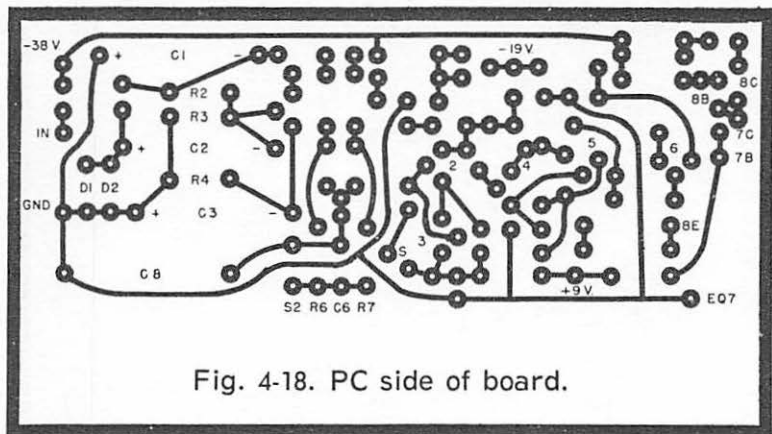 -38 V. + C1 - -19 V.
8C
R2 8B
R3
IN 7C
+ C2 - 2 4 5 6 7B
D1 D2
R4
GND + C3 -
3 S 8E
C8
+9 V.
S2 R6 C6 R7 EQ7
Fig. 4-18. PC side of board.